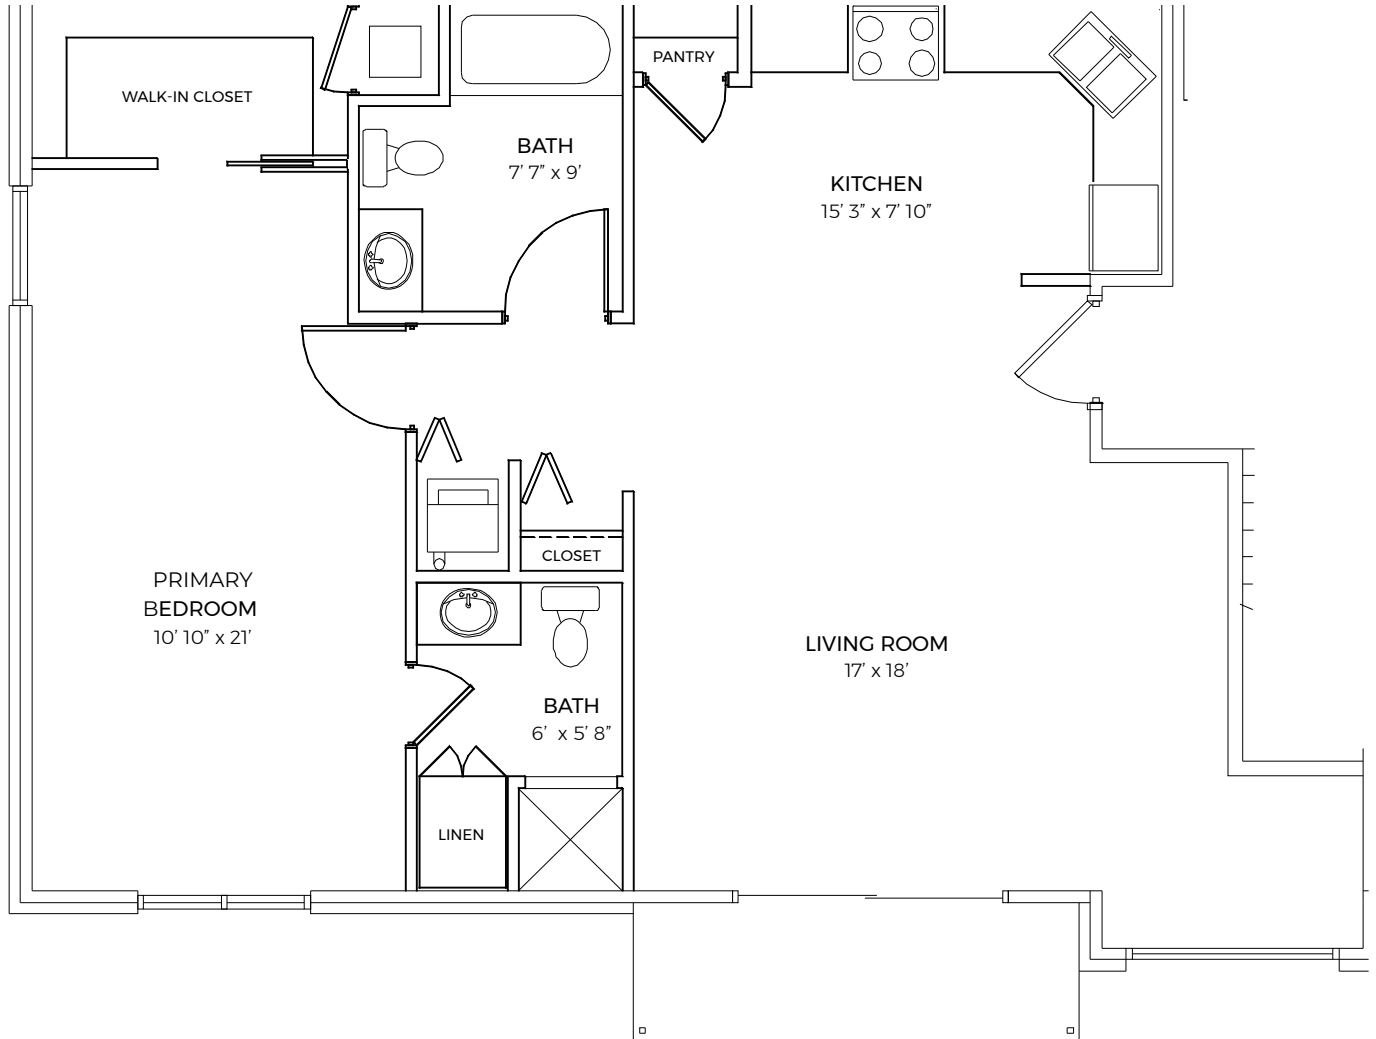 PANTRY
WALK-IN CLOSET
BATH
7’ 7” x 9’
KITCHEN
15’ 3” x 7’ 10”
CLOSET
PRIMARY
BEDROOM
10’ 10” x 21’
LIVING ROOM
17’ x 18’
BATH
6’ x 5’ 8”
LINEN